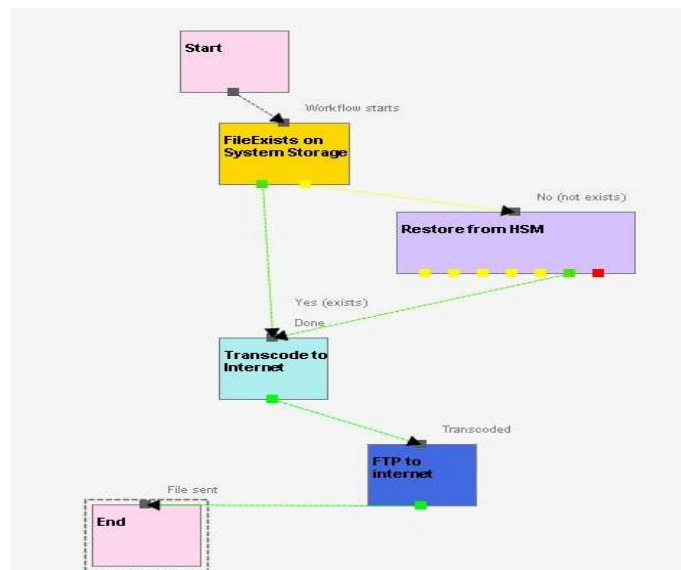 Start
Workflow starts
FileExists on
System Storage
No (not exists)
Restore from HSM
Yes (exists)
Done
Transcode to
Internet
Transcoded
FTP to
internet
File sent
End